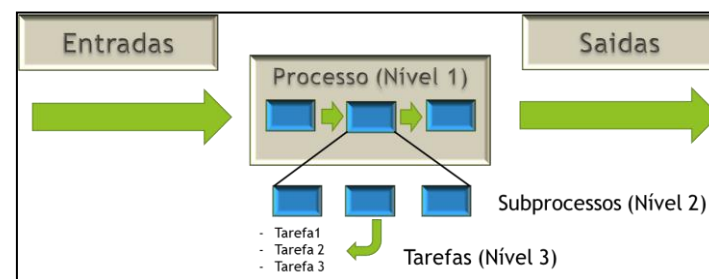 Entradas
Saidas
Processo (Nível 1)
Subprocessos (Nível 2)
- Tarefa1
- Tarefa 2
- Tarefa 3
Tarefas (Nível 3)